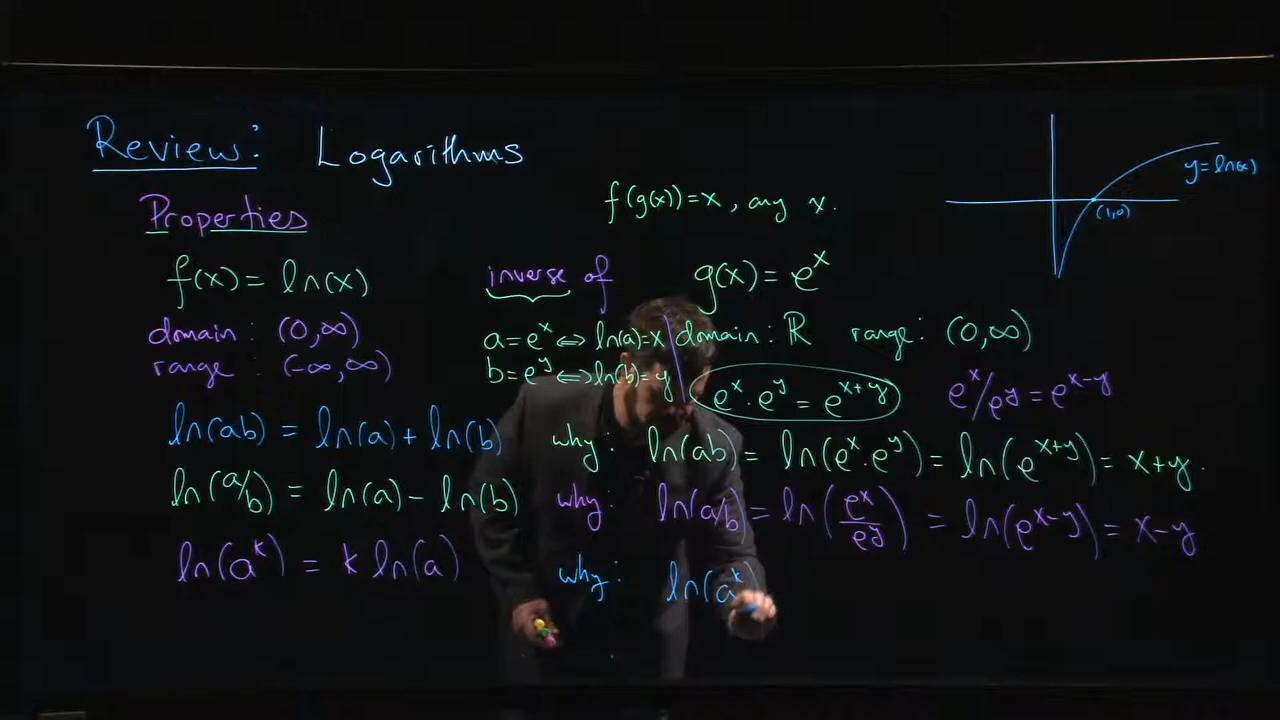 Review: Logarithms
Properties
f(g(x))=x, any x.
y=ln(x)
(1,0)
f(x) = ln(x) inverse of g(x) = e^x
domain: (0,∞) a=e^x ⇔ ln(a)=x domain: ℝ range: (0,∞)
range: (-∞,∞) b=e^y ⇔ ln(b)=y e^x · e^y = e^(x+y) e^x/e^y = e^(x-y)
ln(ab) = ln(a) + ln(b) why: ln(ab) = ln(e^x · e^y) = ln(e^(x+y)) = x+y.
ln(a/b) = ln(a) - ln(b) why: ln(a/b) = ln(e^x/e^y) = ln(e^(x-y)) = x-y
ln(a^k) = k ln(a) why: ln(a^k)